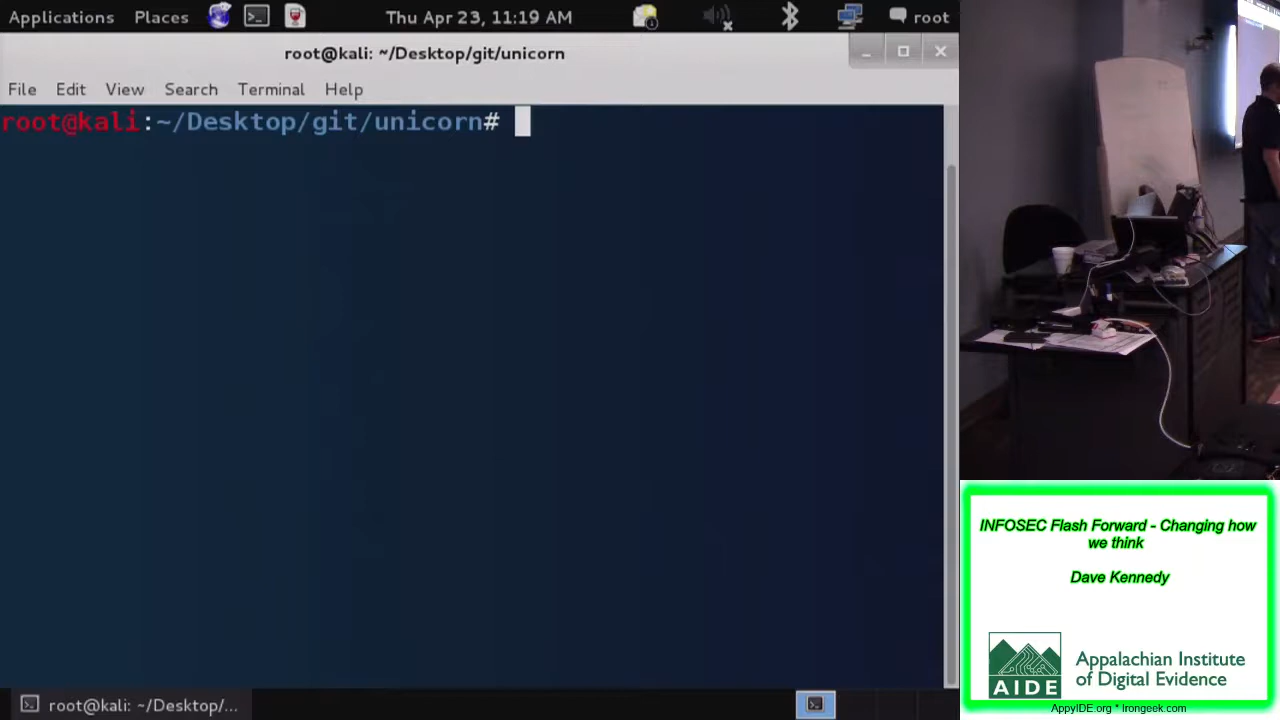 Applications Places Thu Apr 23, 11:19 AM root
root@kali: ~/Desktop/git/unicorn
File Edit View Search Terminal Help
root@kali:~/Desktop/git/unicorn#
root@kali: ~/Desktop/...
INFOSEC Flash Forward - Changing how
we think
Dave Kennedy
AIDE
Appalachian Institute
of Digital Evidence
AppyIDE.org * Irongeek.com